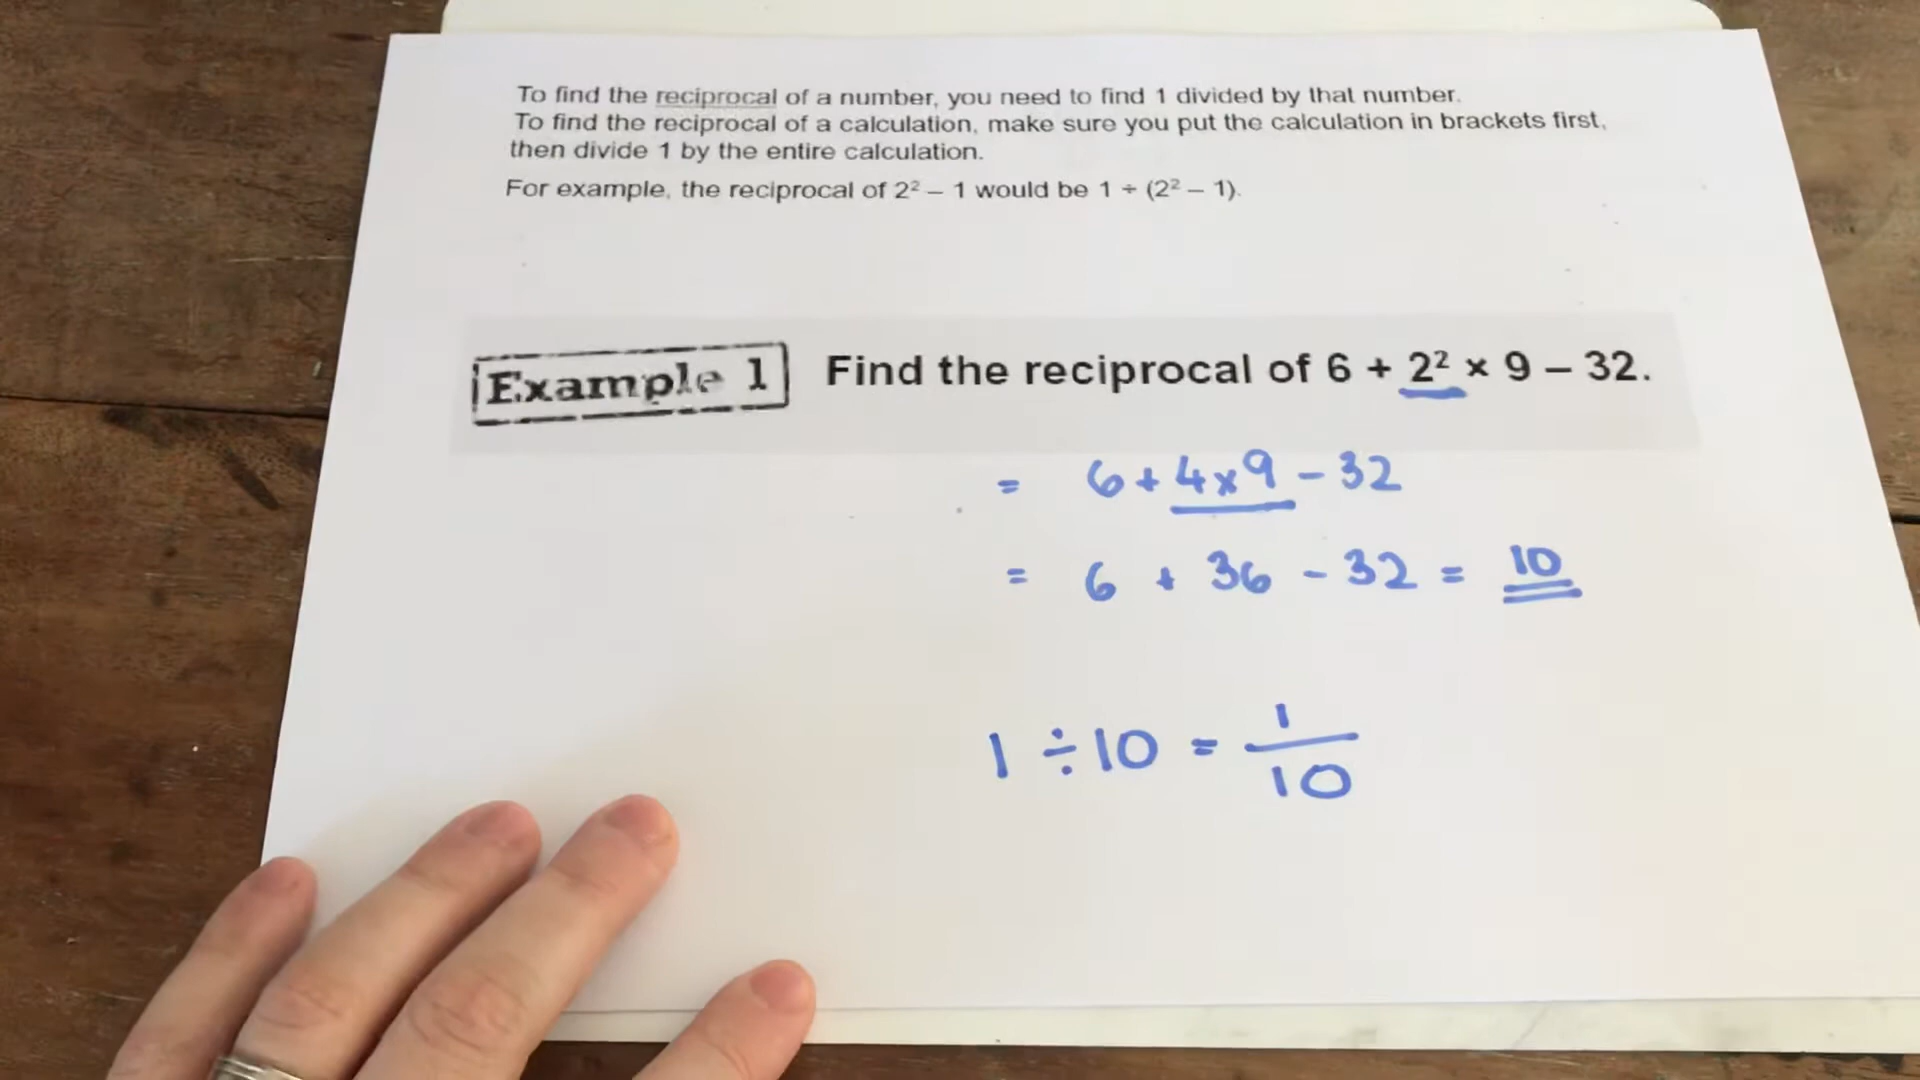 To find the reciprocal of a number, you need to find 1 divided by that number.
To find the reciprocal of a calculation, make sure you put the calculation in brackets first,
then divide 1 by the entire calculation.
For example, the reciprocal of 2² – 1 would be 1 ÷ (2² – 1).
Example 1 Find the reciprocal of 6 + 2² × 9 – 32.
= 6 + 4 × 9 - 32
= 6 + 36 - 32 = 10
1 ÷ 10 = 1/10